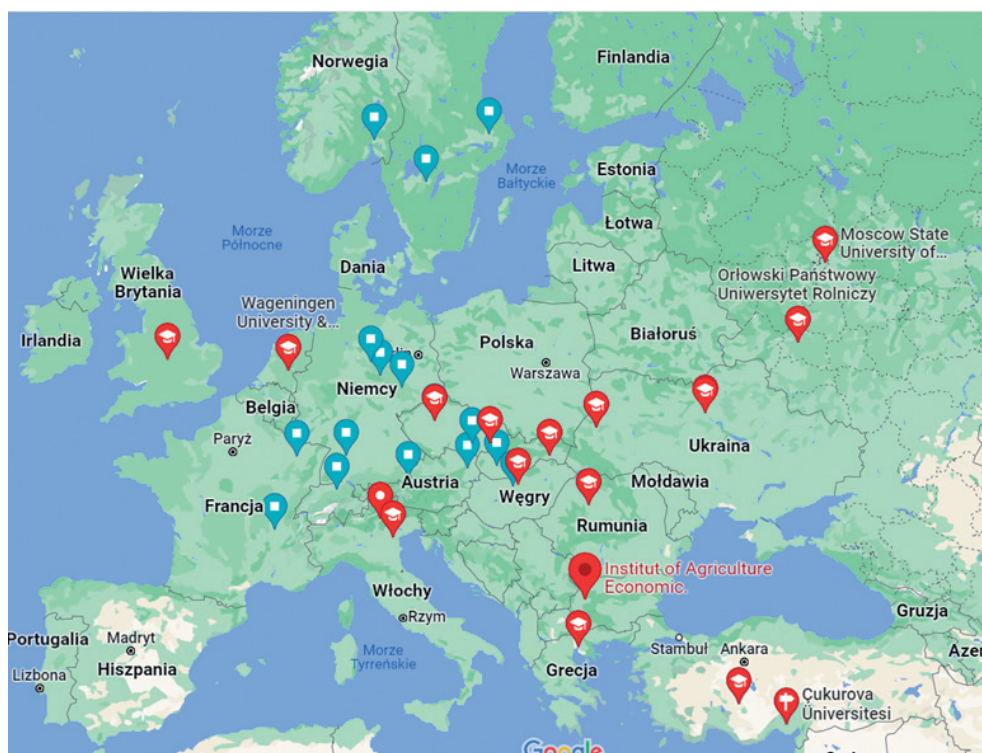 Norwegia
Finlandia
Morze
Bałtyckie
Estonia
Łotwa
Morze
Północne
Moscow State
University of...
Dania
Litwa
Wielka
Brytania
Orłowski Państwowy
Uniwersytet Rolniczy
Wageningen
University &...
Irlandia
Polska
Białoruś
Warszawa
Niemcy
Belgia
Paryż
Ukraina
Austria
Mołdawia
Francja
Węgry
Rumunia
Institut of Agriculture
Economic.
Włochy
Rzym
Gruzja
Portugalia
Madryt
Hiszpania
Lizbona
Morze
Tyrreńskie
Grecja
Stambuł
Ankara
Azer
Çukurova
Üniversitesi
Google